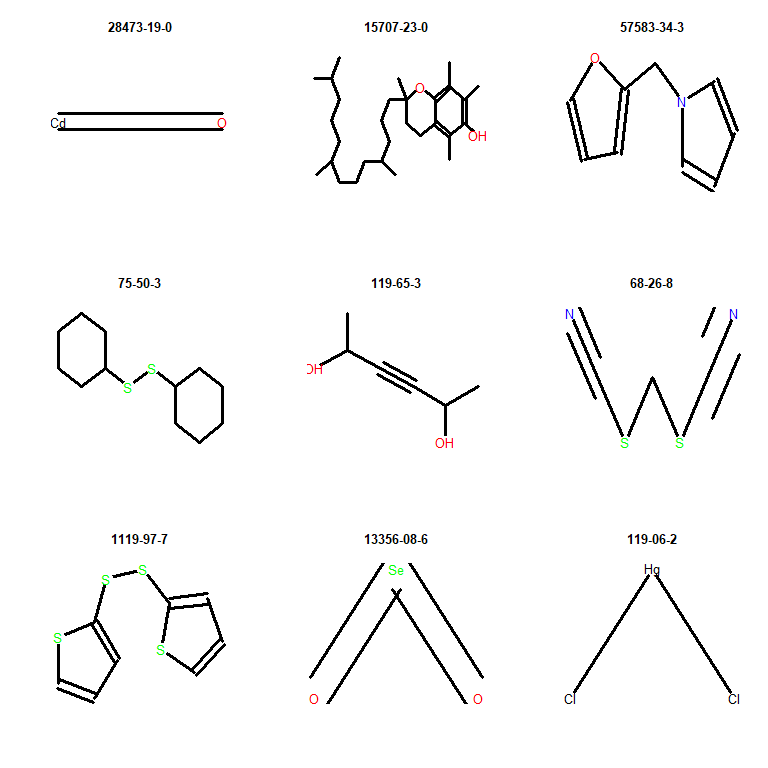 28473-19-0 15707-23-0 57583-34-3
Cd O
O OH
O N
75-50-3 119-65-3 68-26-8
S S
OH OH
N N S S
1119-97-7 13356-08-6 119-06-2
S S S S
Se O O
Hg Cl Cl